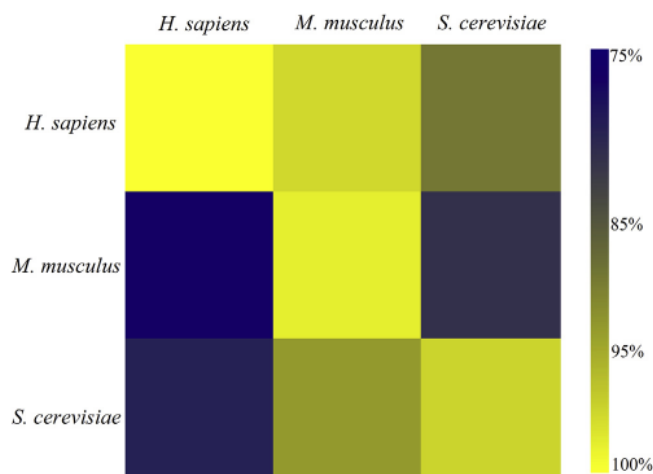 H. sapiens M. musculus S. cerevisiae
75%
H. sapiens
85%
M. musculus
95%
S. cerevisiae
100%